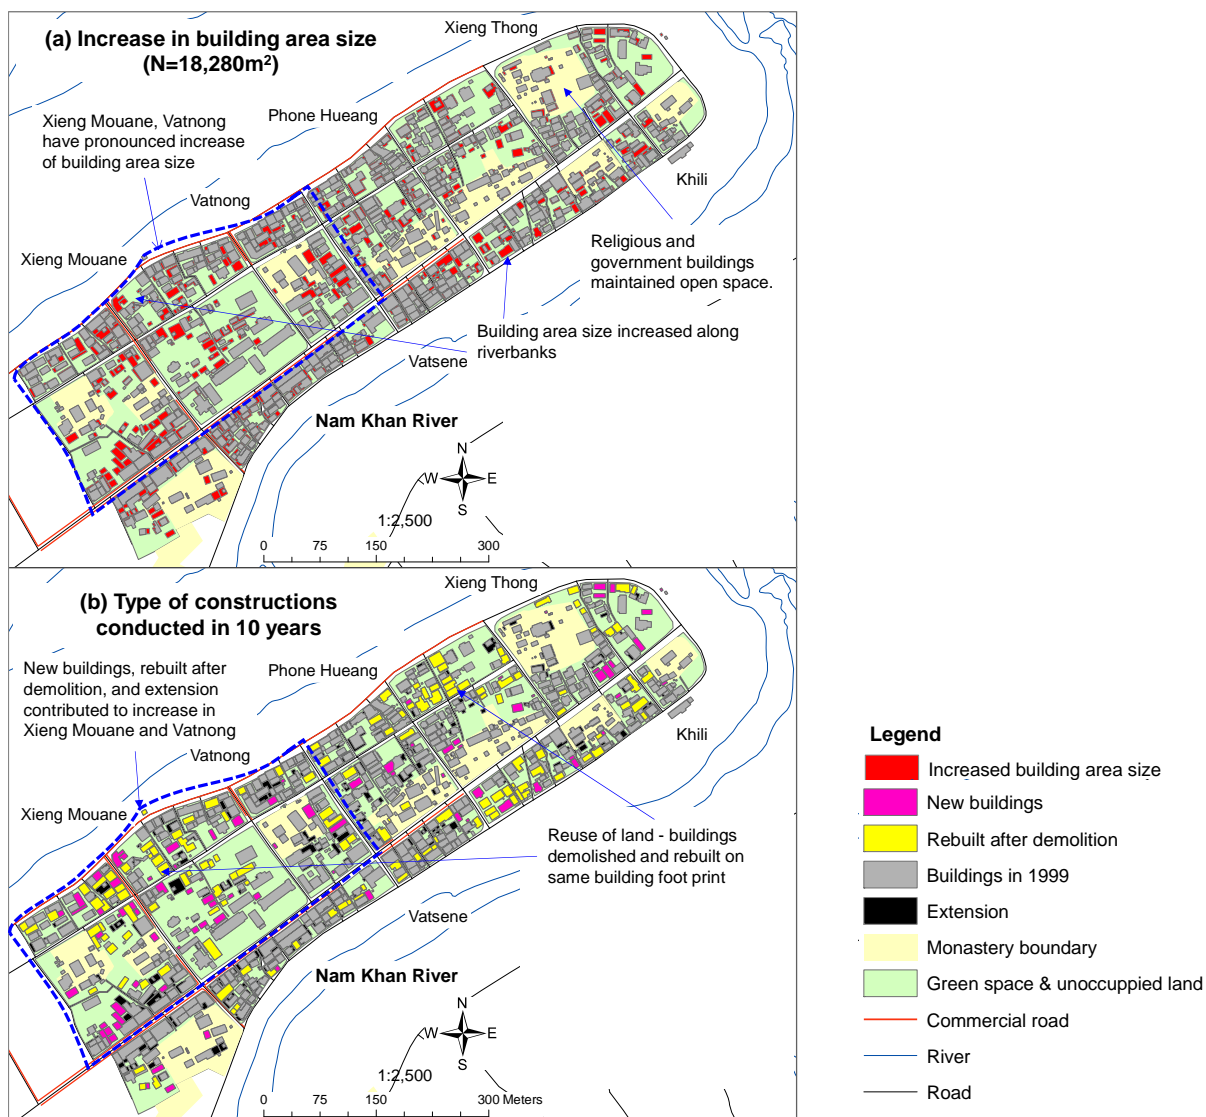 (a) Increase in building area size
(N=18,280m²)
Xieng Thong
Phone Hueang
Xieng Mouane, Vatnong
have pronounced increase
of building area size
Vatnong
Khili
Xieng Mouane
Religious and
government buildings
maintained open space.
Building area size increased along
riverbanks
Vatsene
Nam Khan River
N
W
E
S
1:2,500
0
75
150
300
(b) Type of constructions
conducted in 10 years
Xieng Thong
New buildings, rebuilt after
demolition, and extension
contributed to increase in
Xieng Mouane and Vatnong
Phone Hueang
Vatnong
Khili
Xieng Mouane
Reuse of land - buildings
demolished and rebuilt on
same building foot print
Vatsene
Nam Khan River
N
W
E
S
1:2,500
0
75
150
300 Meters
Legend
Increased building area size
New buildings
Rebuilt after demolition
Buildings in 1999
Extension
Monastery boundary
Green space & unoccuppied land
Commercial road
River
Road